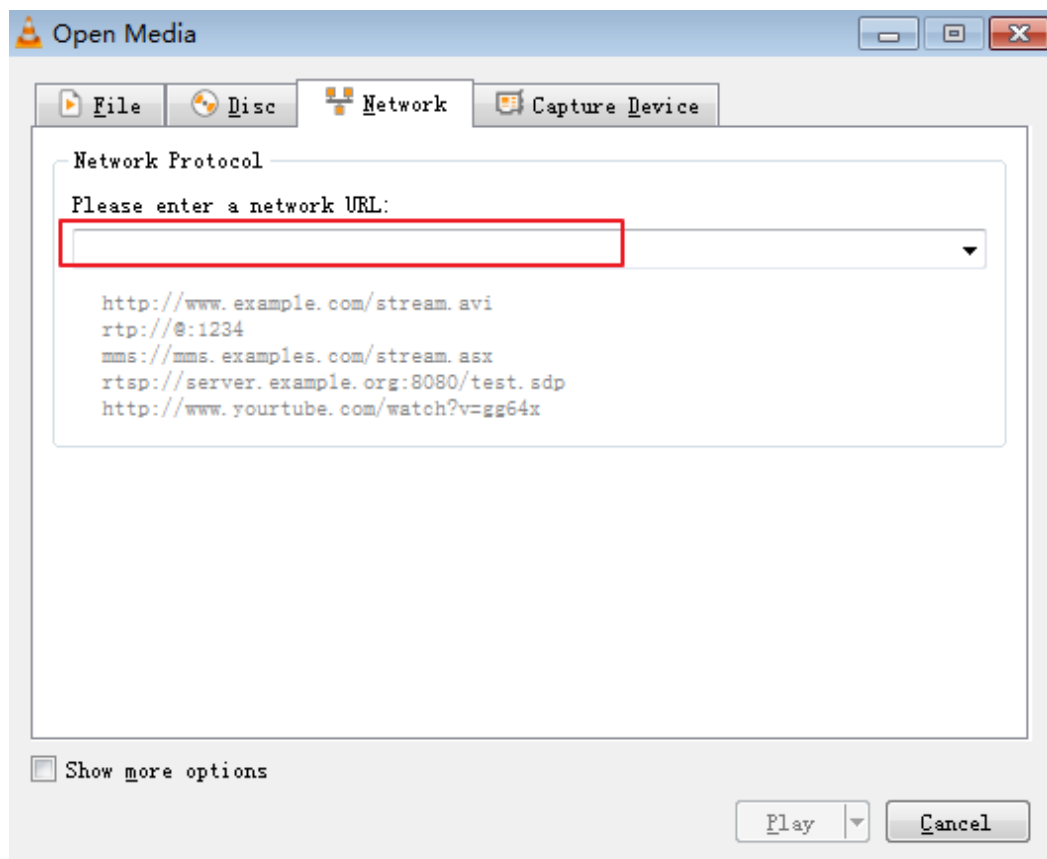 Open Media
File Disc Network Capture Device
Network Protocol
Please enter a network URL:
http://www.example.com/stream.avi
rtp://@:1234
mms://mms.examples.com/stream.asx
rtsp://server.example.org:8080/test.sdp
http://www.yourtube.com/watch?v=gg64x
Show more options
Play Cancel